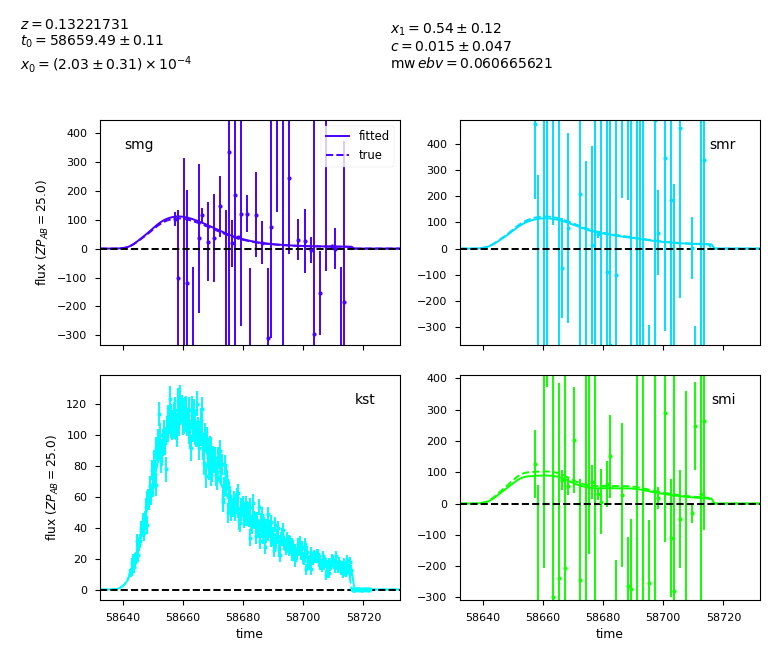 z = 0.13221731
t₀ = 58659.49 ± 0.11
x₀ = (2.03 ± 0.31) × 10⁻⁴
x₁ = 0.54 ± 0.12
c = 0.015 ± 0.047
mw ebv = 0.060665621
smg
fitted
true
400
300
200
100
0
−100
−200
−300
flux (ZP_AB = 25.0)
smr
400
300
200
100
0
−100
−200
−300
kst
120
100
80
60
40
20
0
flux (ZP_AB = 25.0)
58640 58660 58680 58700 58720
time
smi
400
300
200
100
0
−100
−200
−300
58640 58660 58680 58700 58720
time